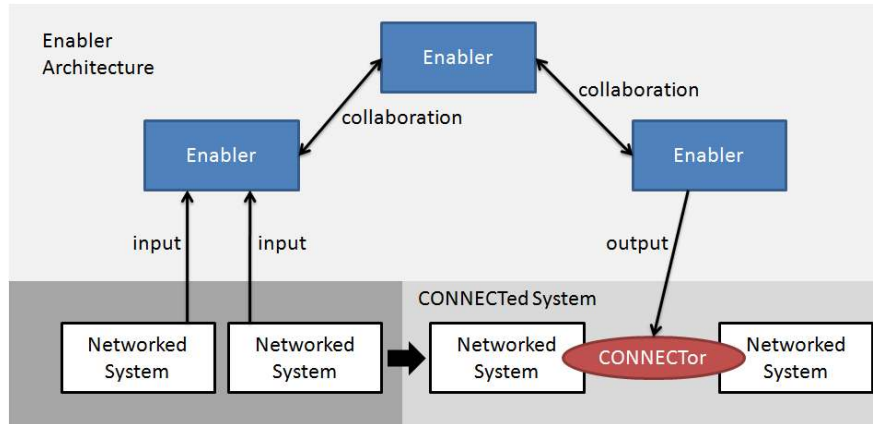 Enabler
Architecture
Enabler
collaboration
collaboration
Enabler
Enabler
input
input
output
CONNECTed System
Networked
System
Networked
System
Networked
System
CONNECTor
Networked
System